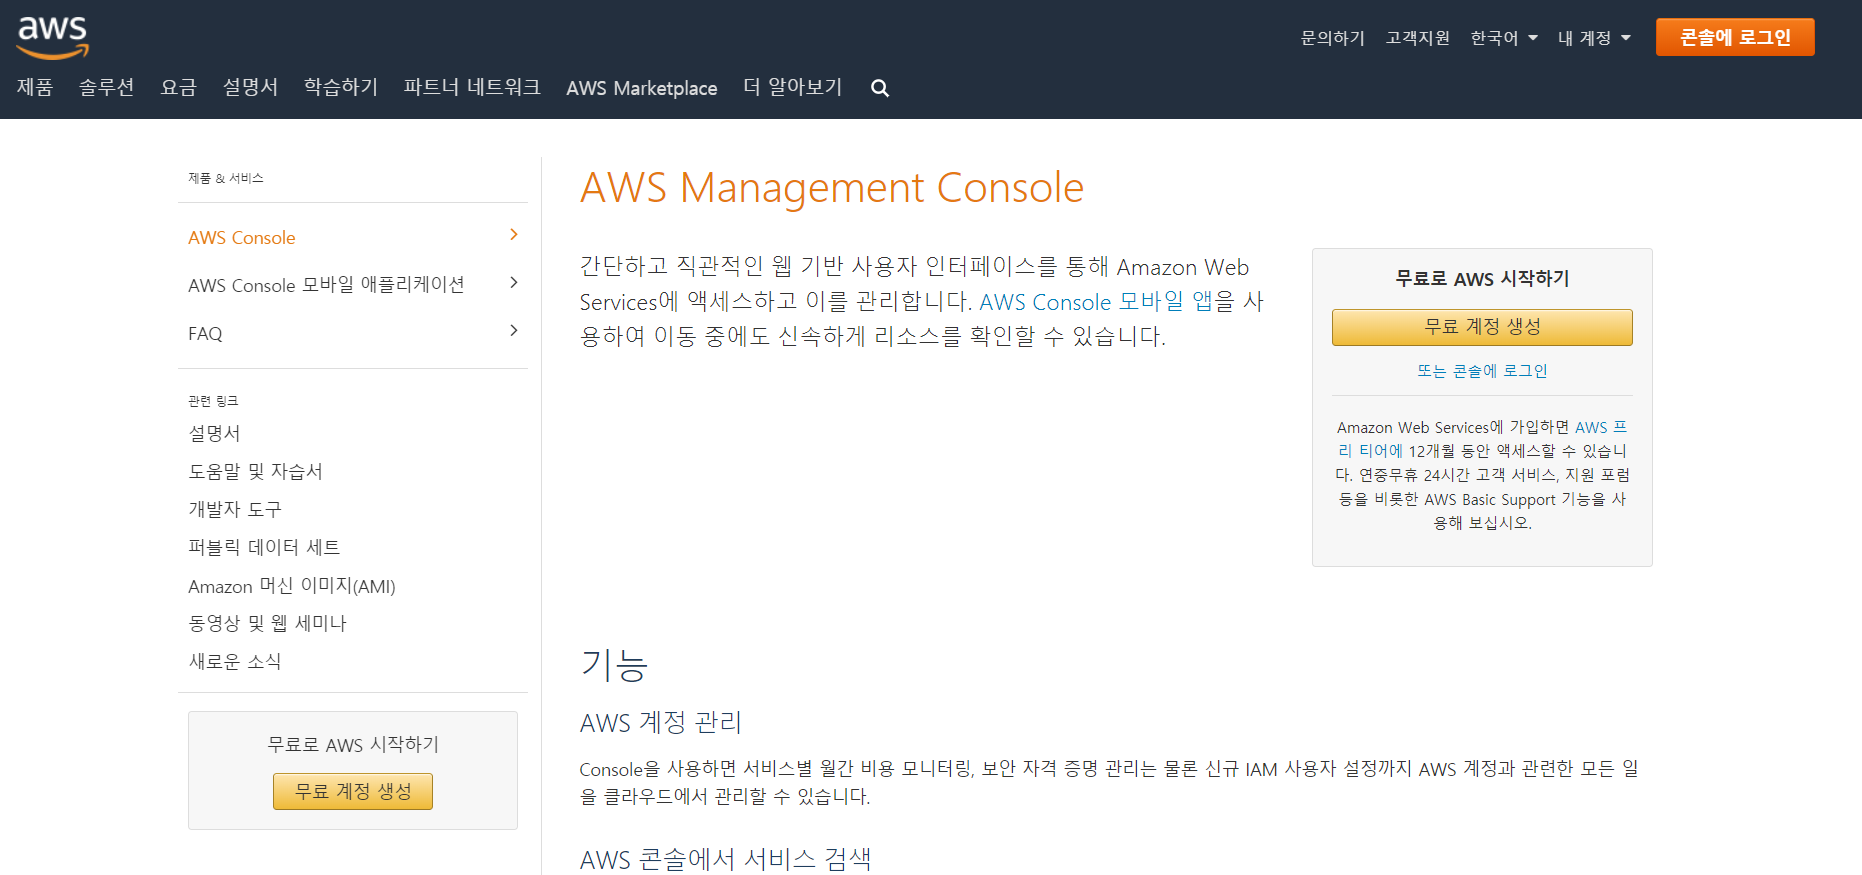 aws
문의하기 고객지원 한국어 내 계정 콘솔에 로그인
제품 솔루션 요금 설명서 학습하기 파트너 네트워크 AWS Marketplace 더 알아보기
제품 & 서비스
AWS Console
AWS Console 모바일 애플리케이션
FAQ
관련 링크
설명서
도움말 및 자습서
개발자 도구
퍼블릭 데이터 세트
Amazon 머신 이미지(AMI)
동영상 및 웹 세미나
새로운 소식
무료로 AWS 시작하기
무료 계정 생성
AWS Management Console
간단하고 직관적인 웹 기반 사용자 인터페이스를 통해 Amazon Web
Services에 액세스하고 이를 관리합니다. AWS Console 모바일 앱을 사
용하여 이동 중에도 신속하게 리소스를 확인할 수 있습니다.
무료로 AWS 시작하기
무료 계정 생성
또는 콘솔에 로그인
Amazon Web Services에 가입하면 AWS 프
리 티어에 12개월 동안 액세스할 수 있습니
다. 연중무휴 24시간 고객 서비스, 지원 포럼
등을 비롯한 AWS Basic Support 기능을 사
용해 보십시오.
기능
AWS 계정 관리
Console을 사용하면 서비스별 월간 비용 모니터링, 보안 자격 증명 관리는 물론 신규 IAM 사용자 설정까지 AWS 계정과 관련한 모든 일
을 클라우드에서 관리할 수 있습니다.
AWS 콘솔에서 서비스 검색